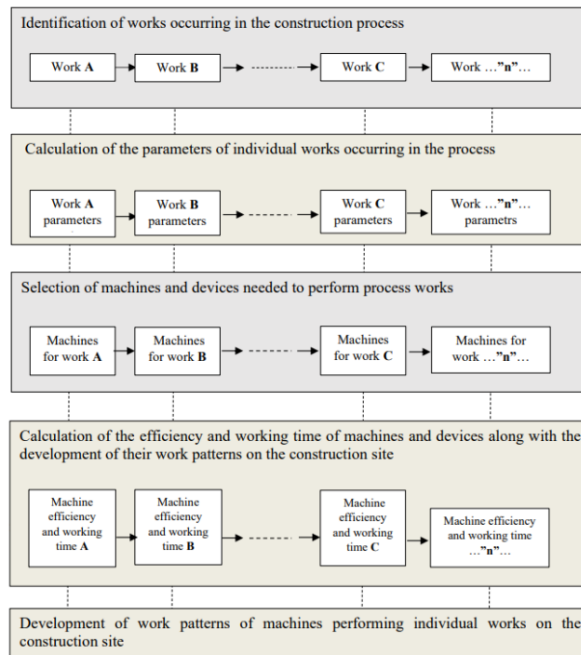 Identification of works occurring in the construction process
Work A
Work B
Work C
Work ...”n”...
Calculation of the parameters of individual works occurring in the process
Work A
parameters
Work B
parameters
Work C
parameters
Work ...”n”...
parametrs
Selection of machines and devices needed to perform process works
Machines
for work A
Machines
for work B
Machines
for work C
Machines for
work ...”n”...
Calculation of the efficiency and working time of machines and devices along with the
development of their work patterns on the construction site
Machine
efficiency
and working
time A
Machine
efficiency
and working
time B
Machine
efficiency
and working
time C
Machine efficiency
and working time
...”n”...
Development of work patterns of machines performing individual works on the
construction site